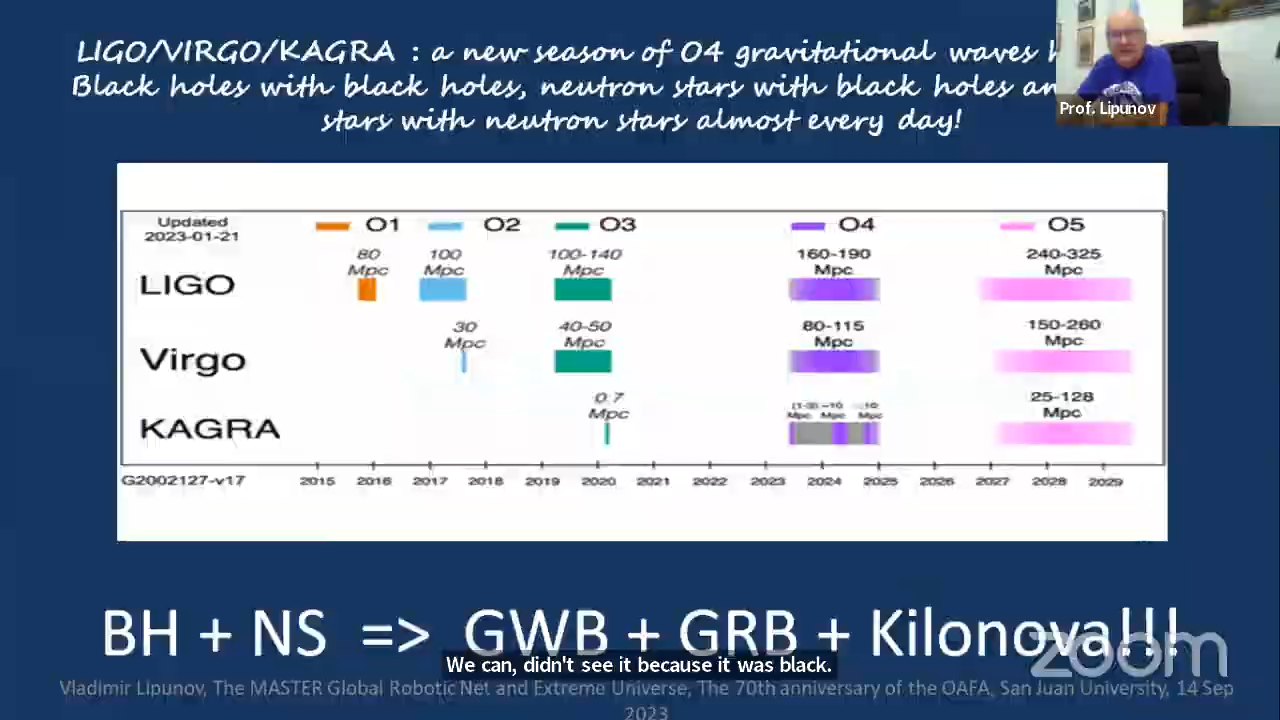 LIGO/VIRGO/KAGRA : a new season of O4 gravitational waves
Black holes with black holes, neutron stars with black holes
stars with neutron stars almost every day!
Prof. Lipunov
Updated
2023-01-21
O1 O2 O3 O4 O5
80 Mpc 100 Mpc 100-140 Mpc 160-190 Mpc 240-325 Mpc
LIGO
30 Mpc 40-50 Mpc 80-115 Mpc 150-260 Mpc
Virgo
0.7 Mpc 25-128 Mpc
KAGRA
G2002127-v17 2015 2016 2017 2018 2019 2020 2021 2022 2023 2024 2025 2026 2027 2028 2029
BH + NS => GWB + GRB + Kilonova!!!
zoom
We can, didn't see it because it was black.
Vladimir Lipunov, The MASTER Global Robotic Net and Extreme Universe, The 70th anniversary of the OAFA, San Juan University, 14 Sep
2023